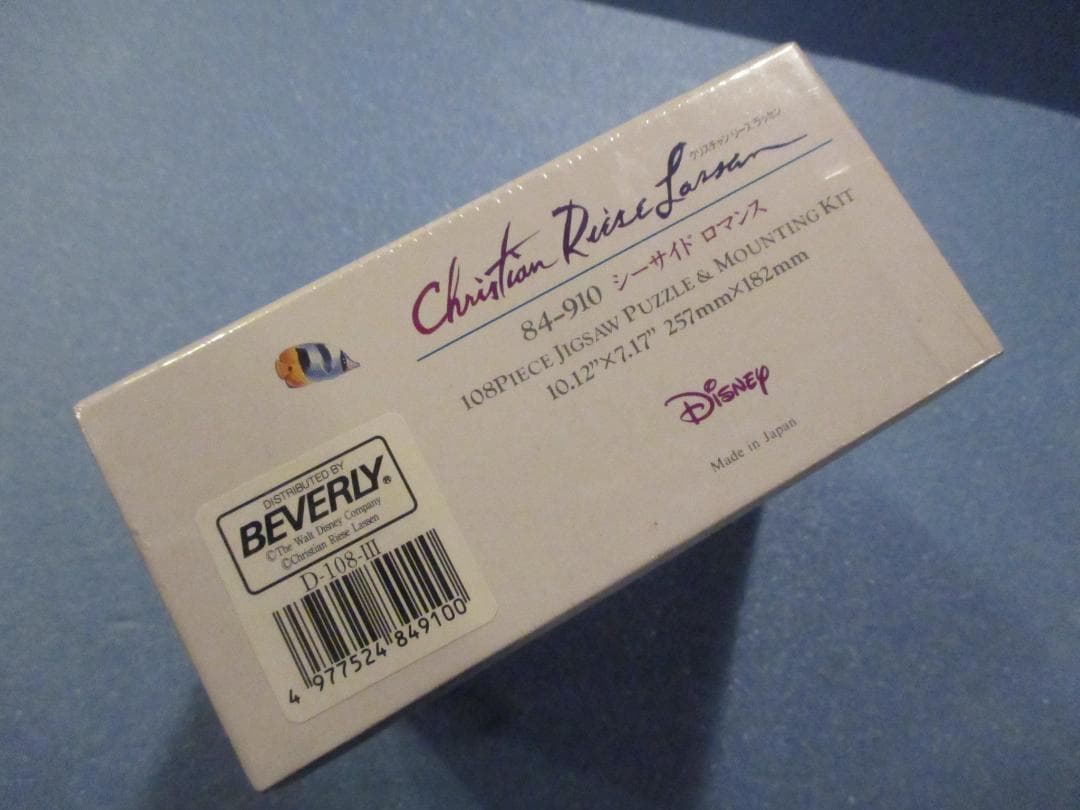 クリスチャン リース ラッセン
Christian Riese Lassen
84-910 シーサイド ロマンス
108PIECE JIGSAW PUZZLE & MOUNTING KIT
10.12”×7.17” 257mm×182mm
DISNEY
Made in Japan
DISTRIBUTED BY
BEVERLY®
©The Walt Disney Company
©Christian Riese Lassen
D-108-III
4 977524 849100